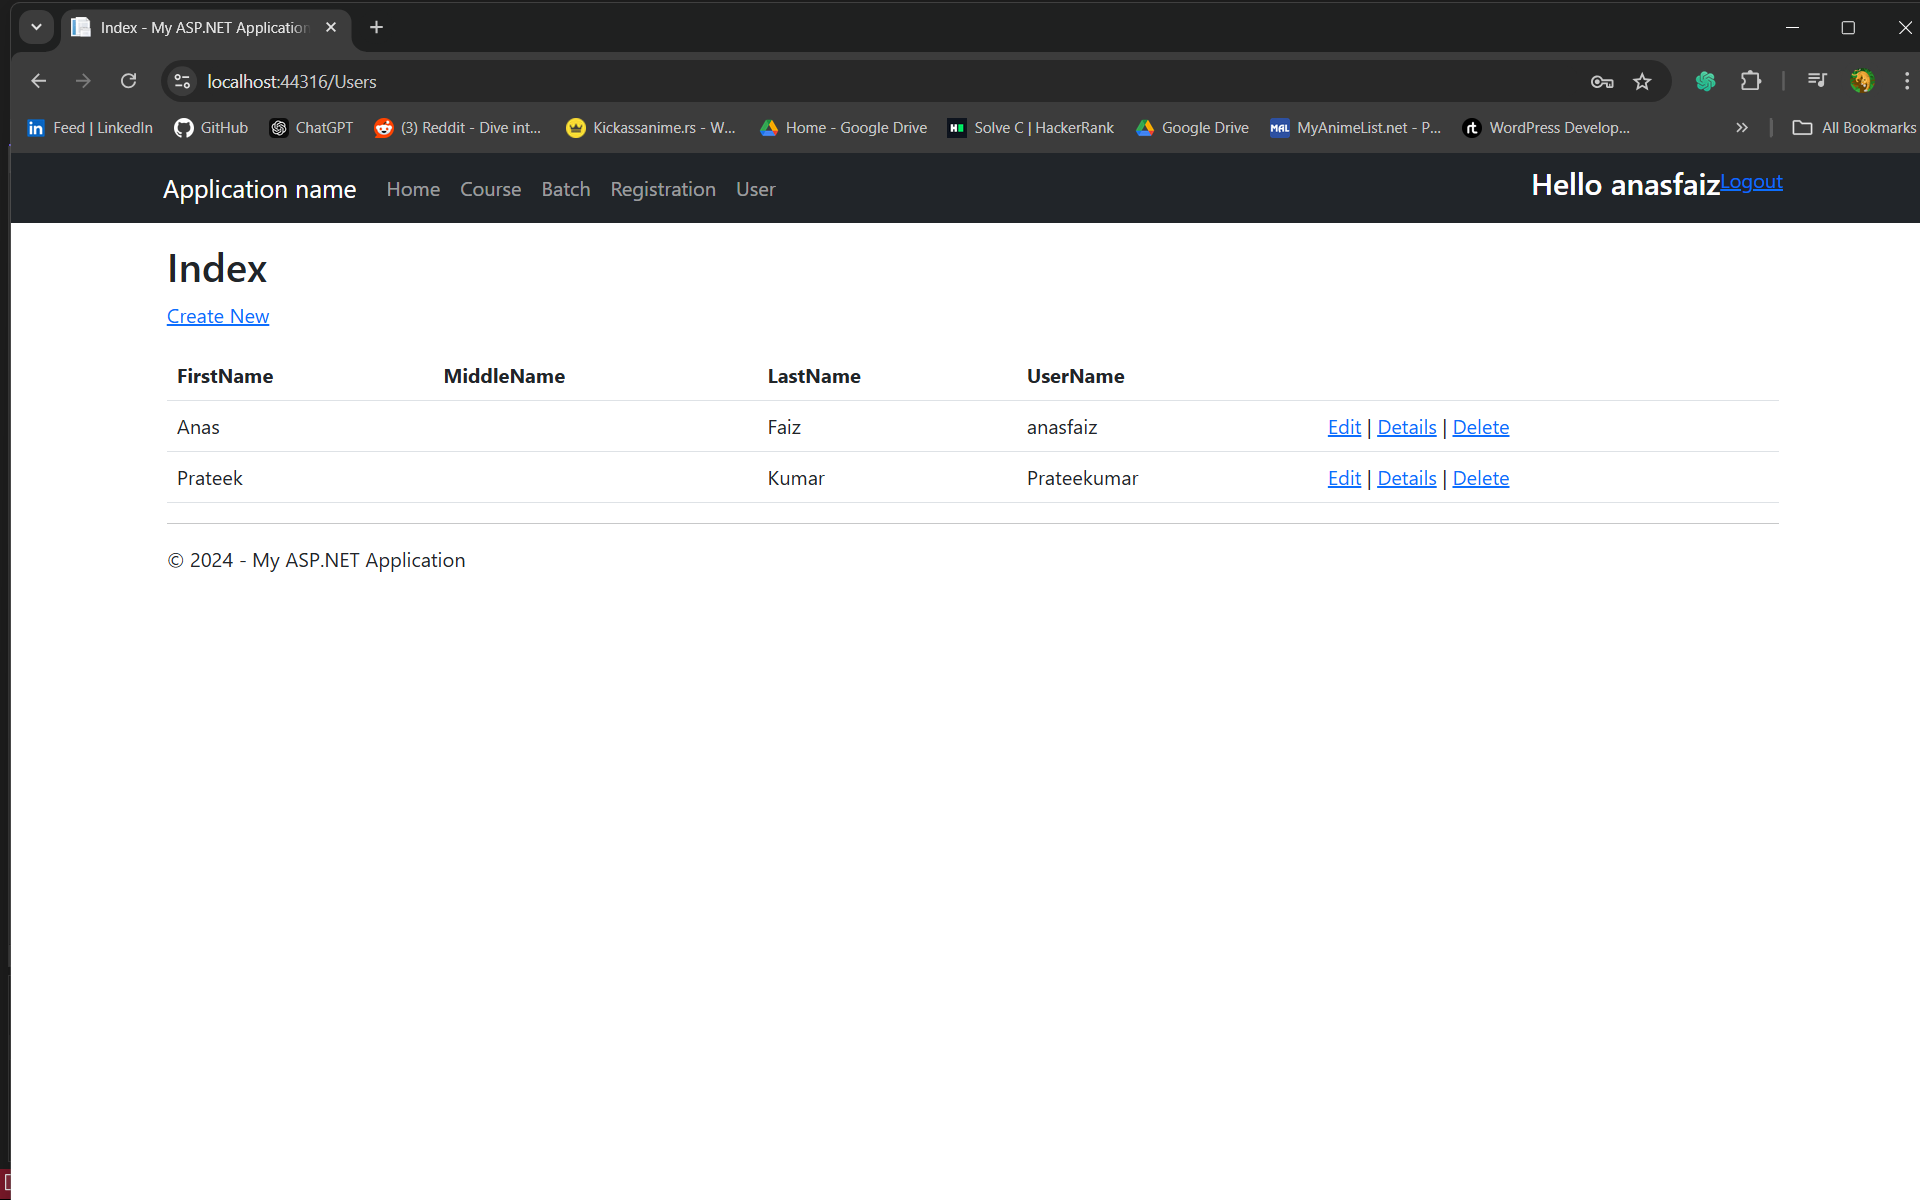 Index - My ASP.NET Application
localhost:44316/Users
Feed | LinkedIn GitHub ChatGPT (3) Reddit - Dive int... Kickassanime.rs - W... Home - Google Drive Solve C | HackerRank Google Drive MyAnimeList.net - P... WordPress Develop... All Bookmarks
Application name Home Course Batch Registration User Hello anasfaizLogout
Index
Create New
FirstName MiddleName LastName UserName
Anas Faiz anasfaiz Edit | Details | Delete
Prateek Kumar Prateekumar Edit | Details | Delete
© 2024 - My ASP.NET Application